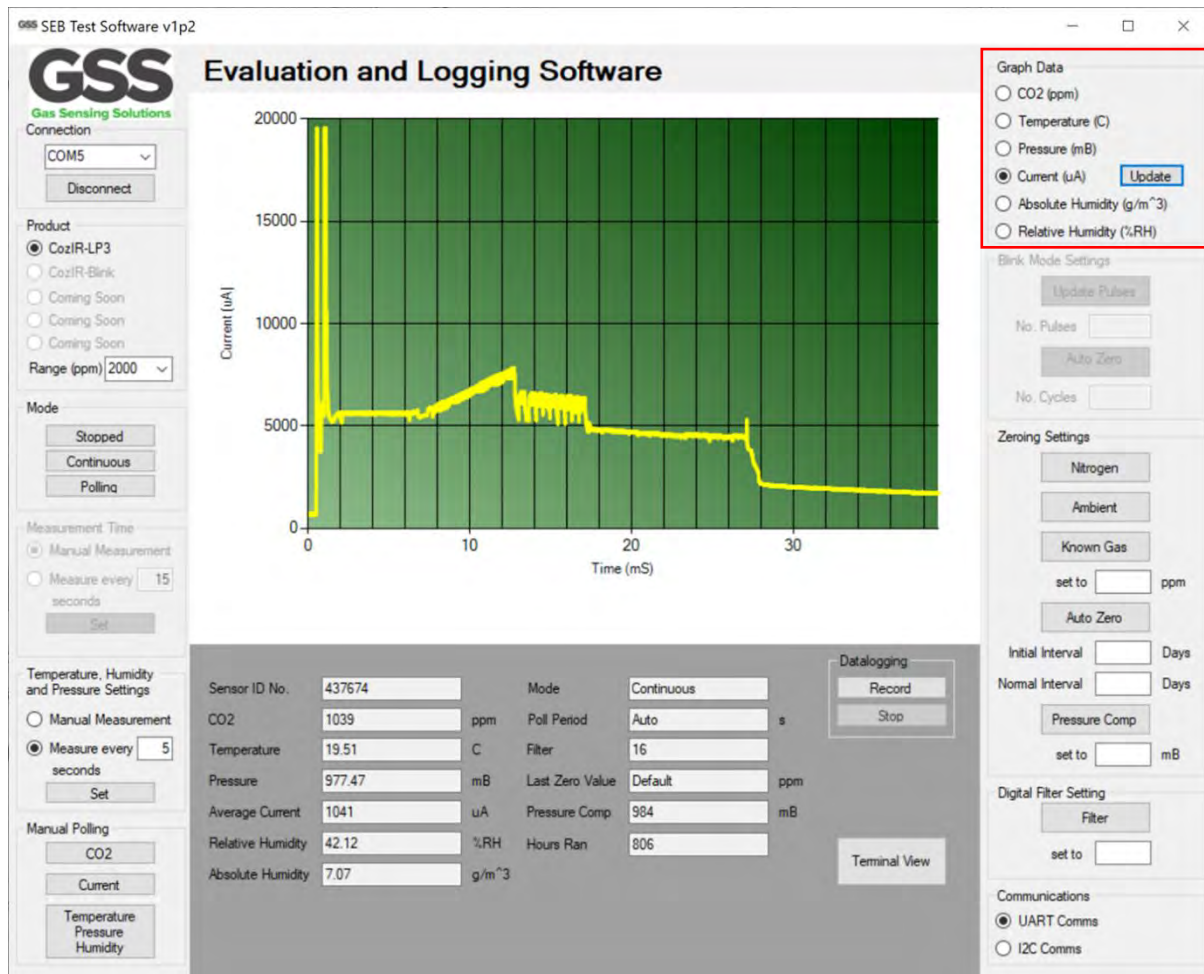 GSS SEB Test Software v1p2
GSS
Gas Sensing Solutions
Evaluation and Logging Software
Connection
COM5
Disconnect
Product
CozIR-LP3
CozIR-Blink
Coming Soon
Coming Soon
Coming Soon
Range (ppm) 2000
Mode
Stopped
Continuous
Polling
Measurement Time
Manual Measurement
Measure every 15
seconds
Set
Temperature, Humidity
and Pressure Settings
Manual Measurement
Measure every 5
seconds
Set
Manual Polling
CO2
Current
Temperature
Pressure
Humidity
20000
15000
10000
5000
0
Current (uA)
0 10 20 30
Time (mS)
Sensor ID No. 437674
CO2 1039 ppm
Temperature 19.51 C
Pressure 977.47 mB
Average Current 1041 uA
Relative Humidity 42.12 %RH
Absolute Humidity 7.07 g/m^3
Mode Continuous
Poll Period Auto s
Filter 16
Last Zero Value Default ppm
Pressure Comp 984 mB
Hours Ran 806
Datalogging
Record
Stop
Terminal View
Graph Data
CO2 (ppm)
Temperature (C)
Pressure (mB)
Current (uA) Update
Absolute Humidity (g/m^3)
Relative Humidity (%RH)
Blink Mode Settings
Update Pulses
No. Pulses
Auto Zero
No. Cycles
Zeroing Settings
Nitrogen
Ambient
Known Gas
set to ppm
Auto Zero
Initial Interval Days
Normal Interval Days
Pressure Comp
set to mB
Digital Filter Setting
Filter
set to
Communications
UART Comms
I2C Comms